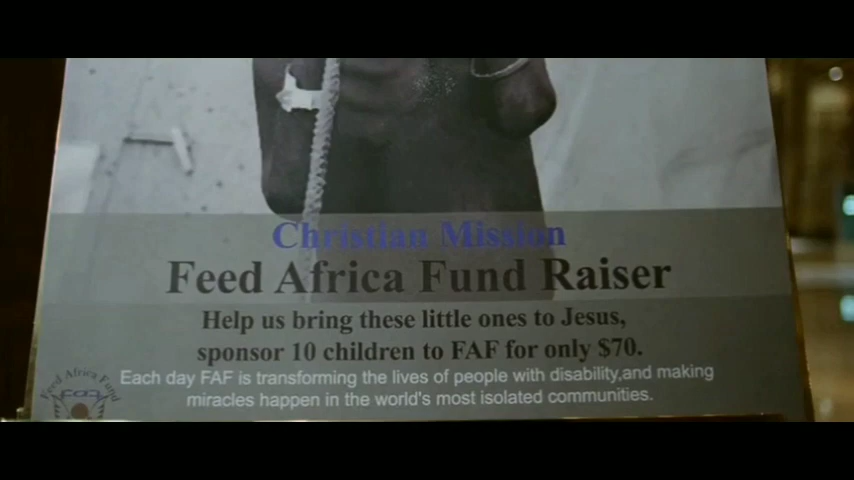 Christian Mission
Feed Africa Fund Raiser
Help us bring these little ones to Jesus,
sponsor 10 children to FAF for only $70.
Each day FAF is transforming the lives of people with disability,and making
miracles happen in the world's most isolated communities.
Feed Africa Fund